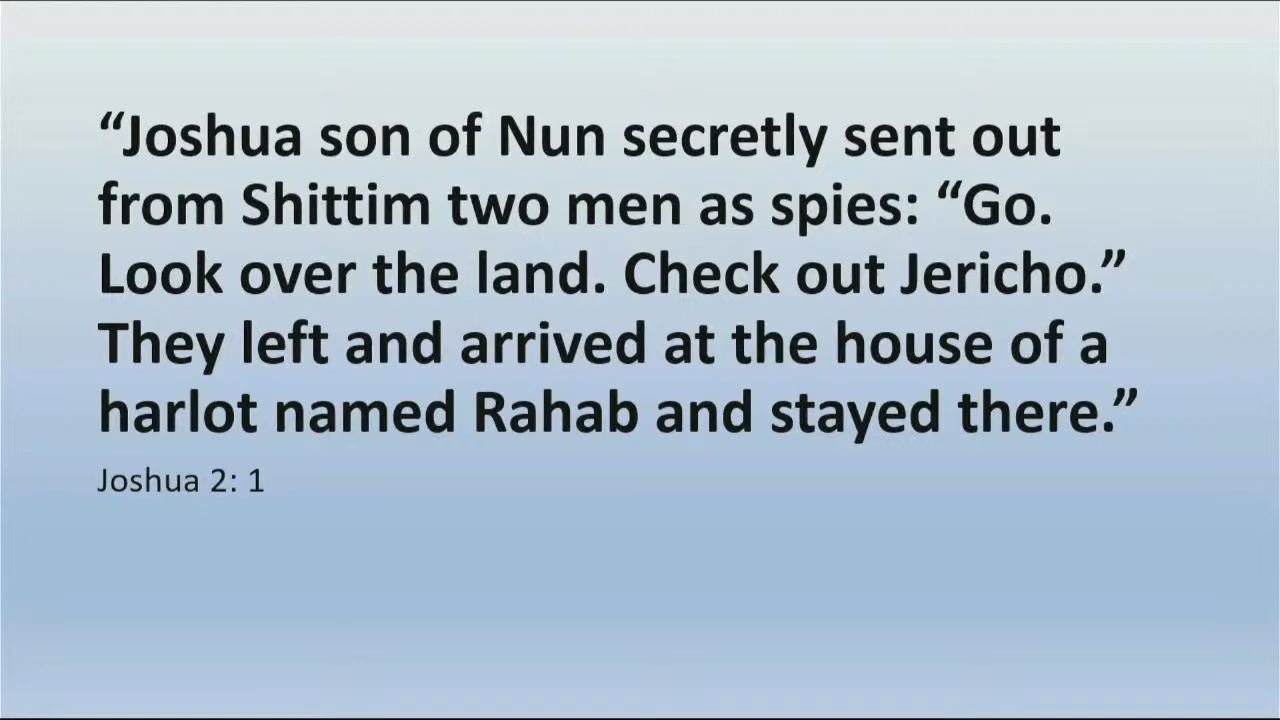 “Joshua son of Nun secretly sent out
from Shittim two men as spies: “Go.
Look over the land. Check out Jericho.”
They left and arrived at the house of a
harlot named Rahab and stayed there.”
Joshua 2: 1